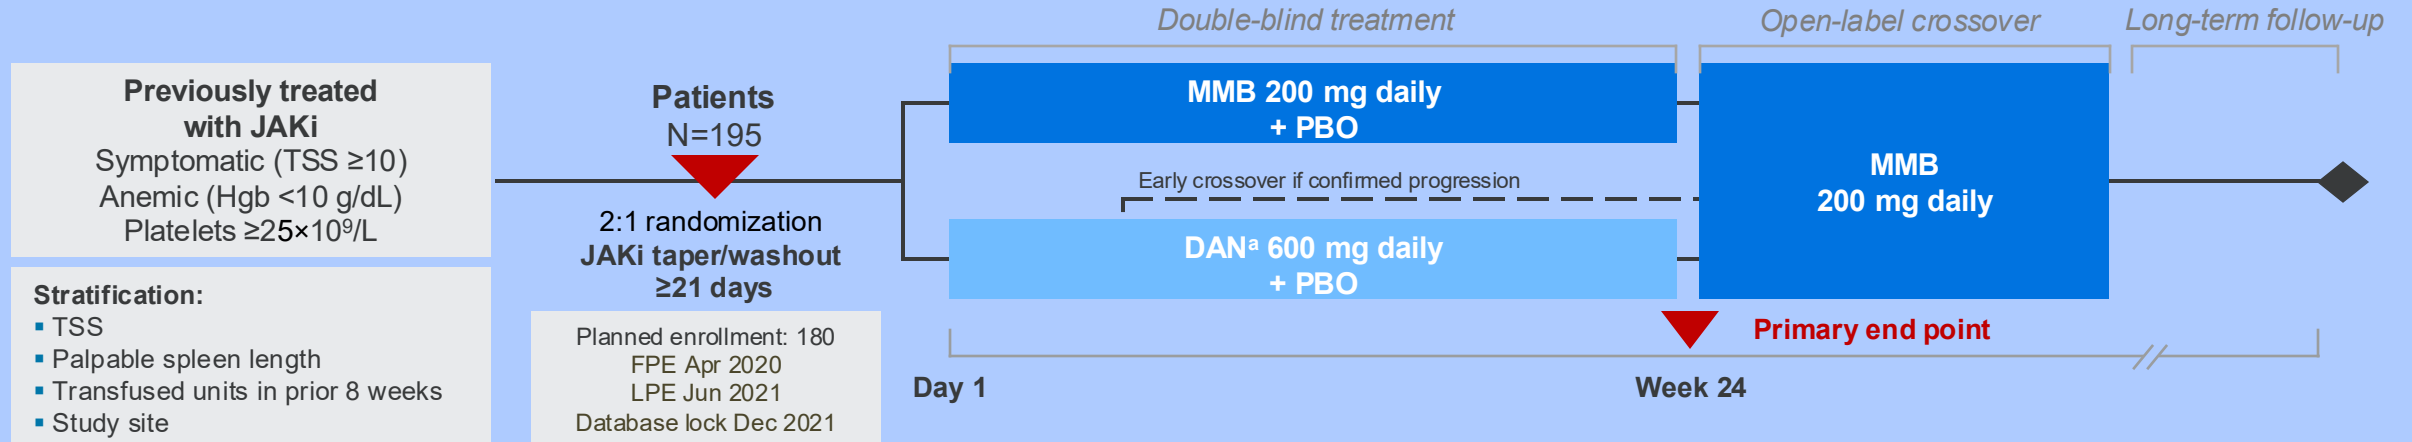 Previously treated
with JAKi
Symptomatic (TSS ≥10)
Anemic (Hgb <10 g/dL)
Platelets ≥25×10⁹/L
Stratification:
▪ TSS
▪ Palpable spleen length
▪ Transfused units in prior 8 weeks
▪ Study site
Patients
N=195
2:1 randomization
JAKi taper/washout
≥21 days
Planned enrollment: 180
FPE Apr 2020
LPE Jun 2021
Database lock Dec 2021
Double-blind treatment
MMB 200 mg daily
+ PBO
Early crossover if confirmed progression
DANᵃ 600 mg daily
+ PBO
Open-label crossover
MMB
200 mg daily
Long-term follow-up
Primary end point
Day 1
Week 24